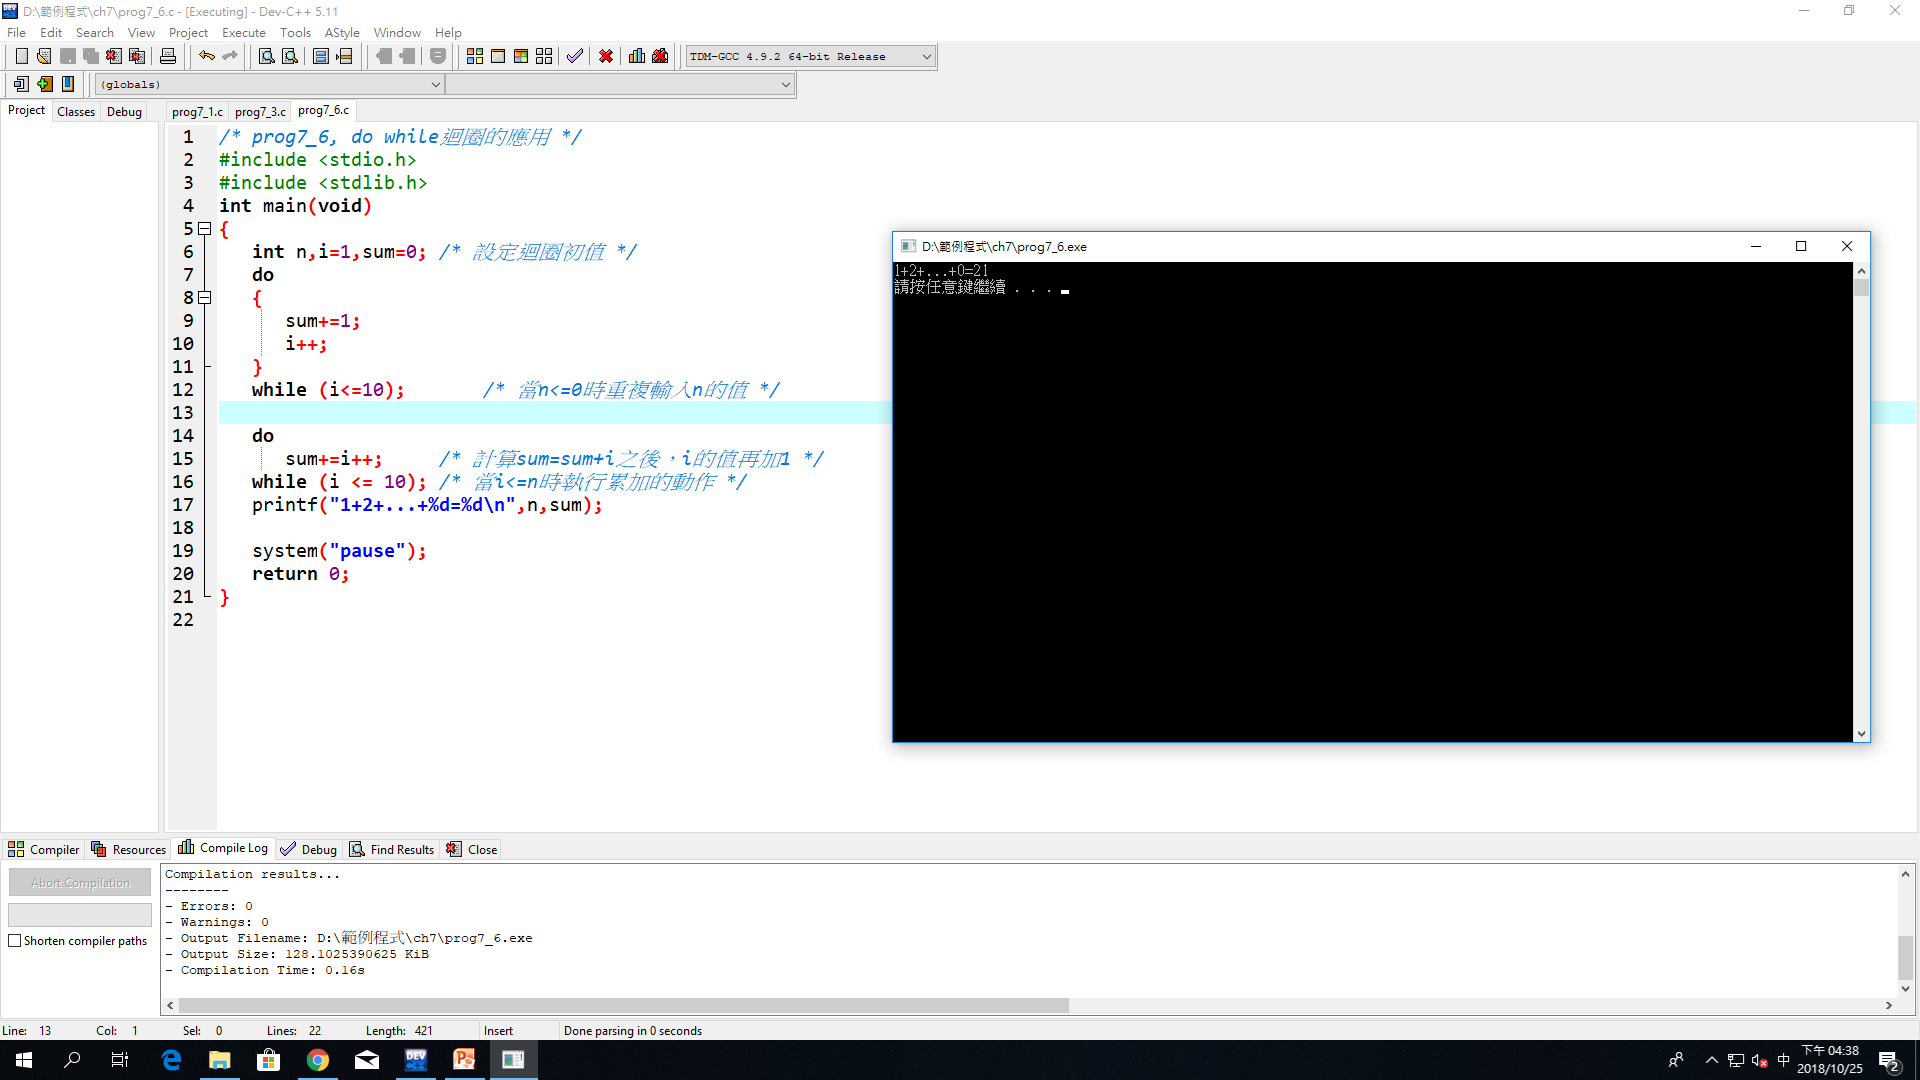 D:\範例程式\ch7\prog7_6.c - [Executing] - Dev-C++ 5.11
File Edit Search View Project Execute Tools AStyle Window Help
TDM-GCC 4.9.2 64-bit Release
(globals)
Project Classes Debug
prog7_1.c prog7_3.c prog7_6.c
1 /* prog7_6, do while迴圈的應用 */
2 #include <stdio.h>
3 #include <stdlib.h>
4 int main(void)
5 {
6 int n,i=1,sum=0; /* 設定迴圈初值 */
7 do
8 {
9 sum+=1;
10 i++;
11 }
12 while (i<=10); /* 當n<=0時重複輸入n的值 */
13
14 do
15 sum+=i++; /* 計算sum=sum+i之後，i的值再加1 */
16 while (i <= 10); /* 當i<=n時執行累加的動作 */
17 printf("1+2+...+%d=%d\n",n,sum);
18
19 system("pause");
20 return 0;
21 }
22
D:\範例程式\ch7\prog7_6.exe
1+2+...+0=21
請按任意鍵繼續 . . .
Compiler Resources Compile Log Debug Find Results Close
Abort Compilation
Shorten compiler paths
Compilation results...
--------
- Errors: 0
- Warnings: 0
- Output Filename: D:\範例程式\ch7\prog7_6.exe
- Output Size: 128.1025390625 KiB
- Compilation Time: 0.16s
Line: 13 Col: 1 Sel: 0 Lines: 22 Length: 421 Insert Done parsing in 0 seconds
中
下午 04:38
2018/10/25
2